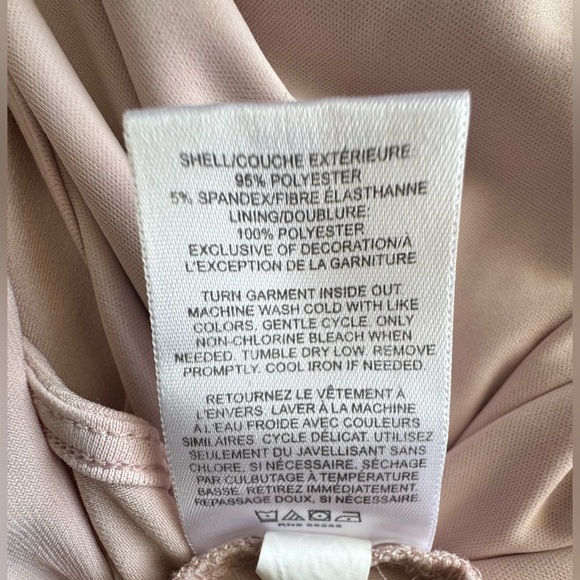 SHELL/COUCHE EXTÉRIEURE
95% POLYESTER
5% SPANDEX/FIBRE ÉLASTHANNE
LINING/DOUBLURE:
100% POLYESTER
EXCLUSIVE OF DECORATION/À
L'EXCEPTION DE LA GARNITURE
TURN GARMENT INSIDE OUT
MACHINE WASH COLD WITH LIKE
COLORS. GENTLE CYCLE. ONLY
NON-CHLORINE BLEACH WHEN
NEEDED. TUMBLE DRY LOW. REMOVE
PROMPTLY. COOL IRON IF NEEDED.
RETOURNEZ LE VÊTEMENT À
L'ENVERS. LAVER À LA MACHINE
À L'EAU FROIDE AVEC COULEURS
SIMILAIRES. CYCLE DÉLICAT. UTILISEZ
SEULEMENT DU JAVELLISANT SANS
CHLORE, SI NÉCESSAIRE, SÉCHAGE
PAR CULBUTAGE À TEMPÉRATURE
BASSE. RETIREZ IMMÉDIATEMENT.
REPASSAGE DOUX, SI NÉCESSAIRE.